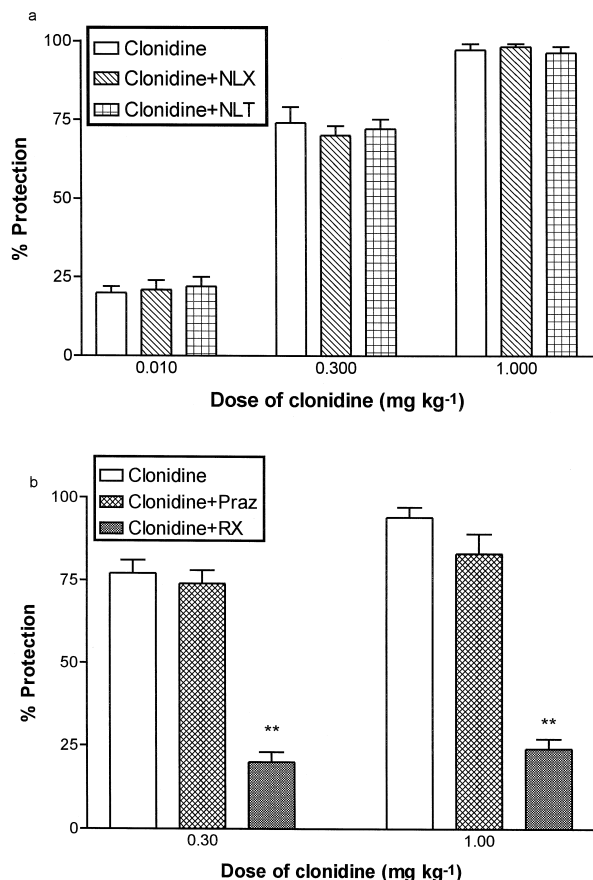 a
Clonidine
Clonidine+NLX
Clonidine+NLT
100
75
50
25
0
% Protection
0.010 0.300 1.000
Dose of clonidine (mg kg-1)
b
Clonidine
Clonidine+Praz
Clonidine+RX
100
75
50
25
0
% Protection
**
**
0.30 1.00
Dose of clonidine (mg kg-1)